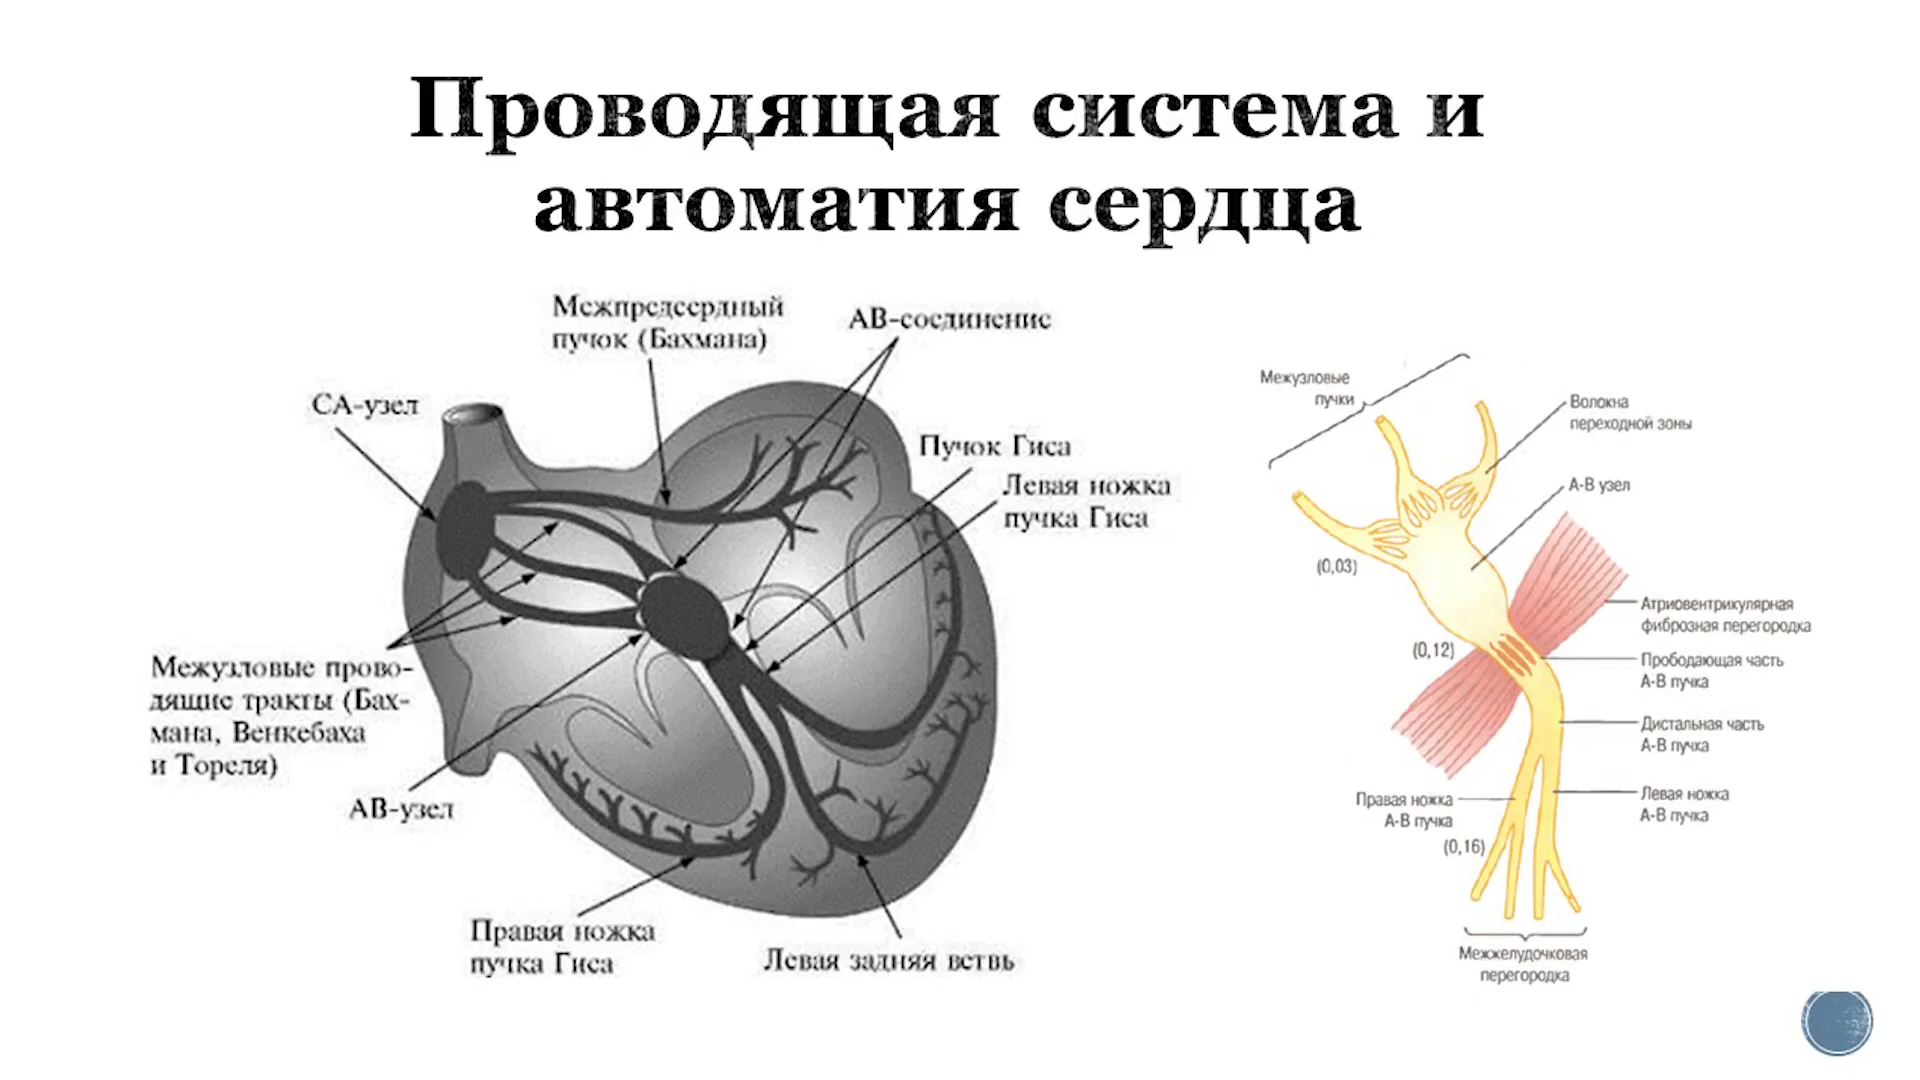 Проводящая система и
автоматия сердца
Межпредсердный
пучок (Бахмана)
АВ-соединение
СА-узел
Пучок Гиса
Левая ножка
пучка Гиса
Межузловые прово-
дящие тракты (Бах-
мана, Венкебаха
и Тореля)
АВ-узел
Правая ножка
пучка Гиса
Левая задняя ветвь
Межузловые
пучки
Волокна
переходной зоны
А-В узел
(0,03)
Атриовентрикулярная
фиброзная перегородка
(0,12)
Прободающая часть
А-В пучка
Дистальная часть
А-В пучка
Правая ножка
А-В пучка
Левая ножка
А-В пучка
(0,16)
Межжелудочковая
перегородка